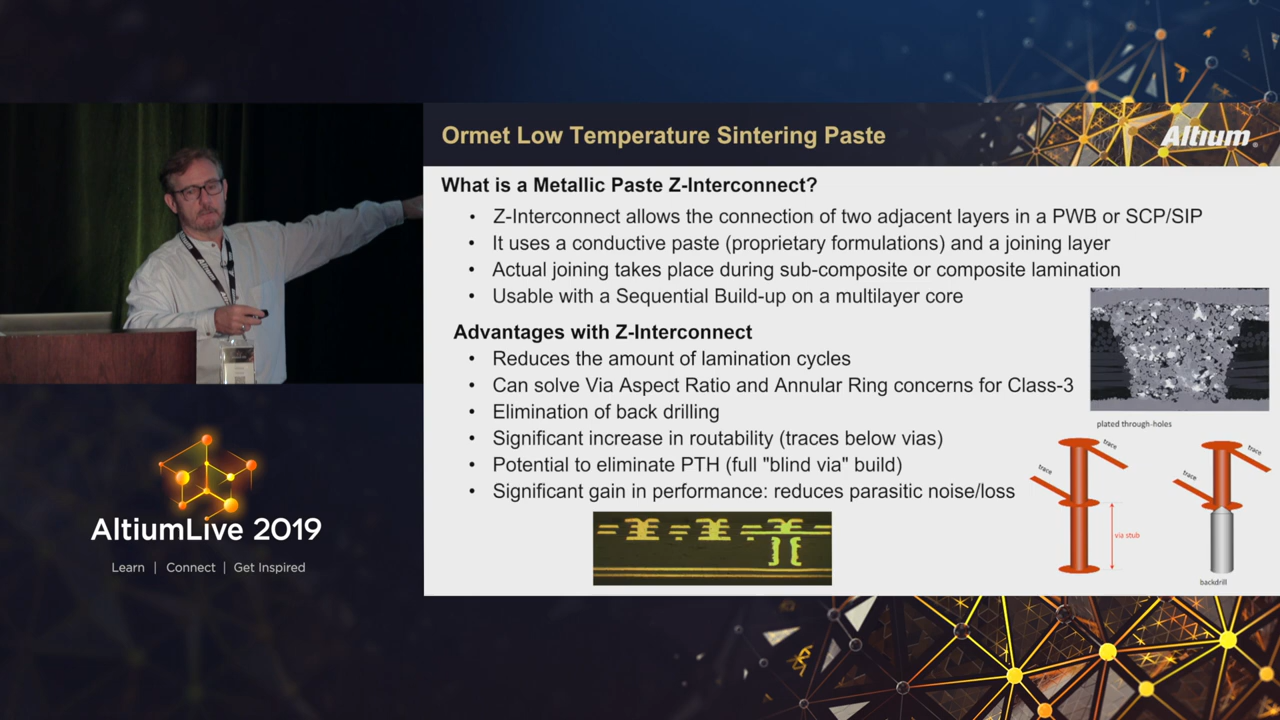 Ormet Low Temperature Sintering Paste
Altium
What is a Metallic Paste Z-Interconnect?
• Z-Interconnect allows the connection of two adjacent layers in a PWB or SCP/SIP
• It uses a conductive paste (proprietary formulations) and a joining layer
• Actual joining takes place during sub-composite or composite lamination
• Usable with a Sequential Build-up on a multilayer core
Advantages with Z-Interconnect
• Reduces the amount of lamination cycles
• Can solve Via Aspect Ratio and Annular Ring concerns for Class-3
• Elimination of back drilling
• Significant increase in routability (traces below vias)
• Potential to eliminate PTH (full "blind via" build)
• Significant gain in performance: reduces parasitic noise/loss
plated through-holes
trace
trace
trace
trace
via stub
backdrill
Altium
AltiumLive 2019
Learn | Connect | Get Inspired